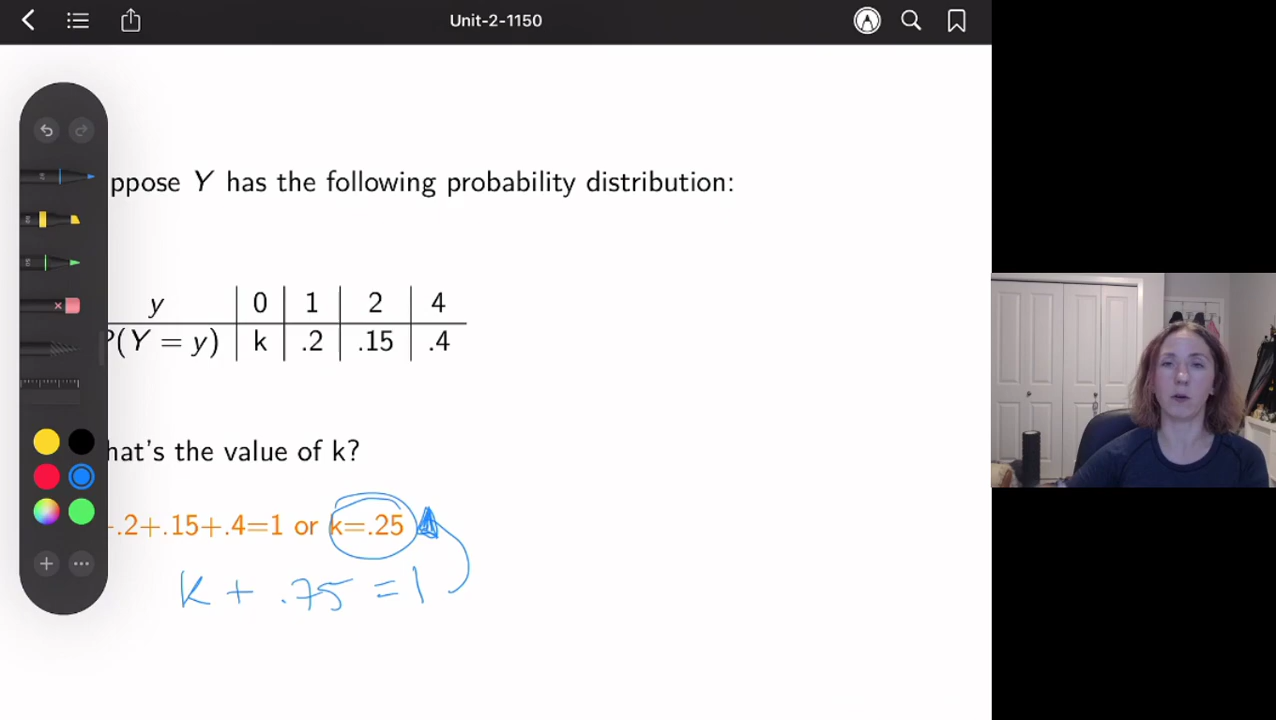 Unit-2-1150
ppose Y has the following probability distribution:
y 0 1 2 4
P(Y = y) k .2 .15 .4
hat's the value of k?
+.2+.15+.4=1 or k=.25
k + .75 = 1